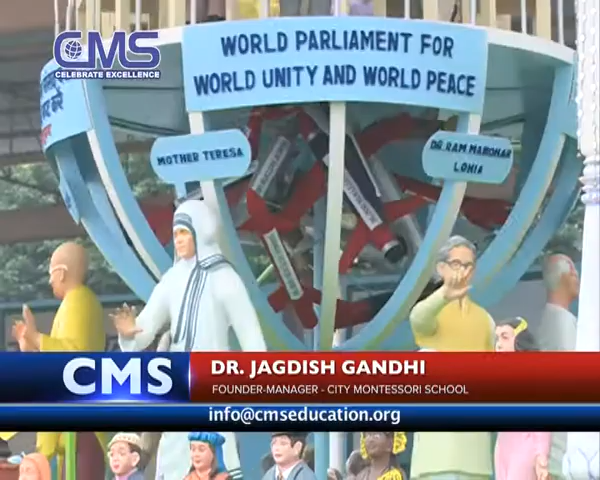 CMS
CELEBRATE EXCELLENCE
WORLD PARLIAMENT FOR
WORLD UNITY AND WORLD PEACE
MOTHER TERESA
DR. RAM MANOHAR
LOHIA
CMS
DR. JAGDISH GANDHI
FOUNDER-MANAGER - CITY MONTESSORI SCHOOL
info@cmseducation.org